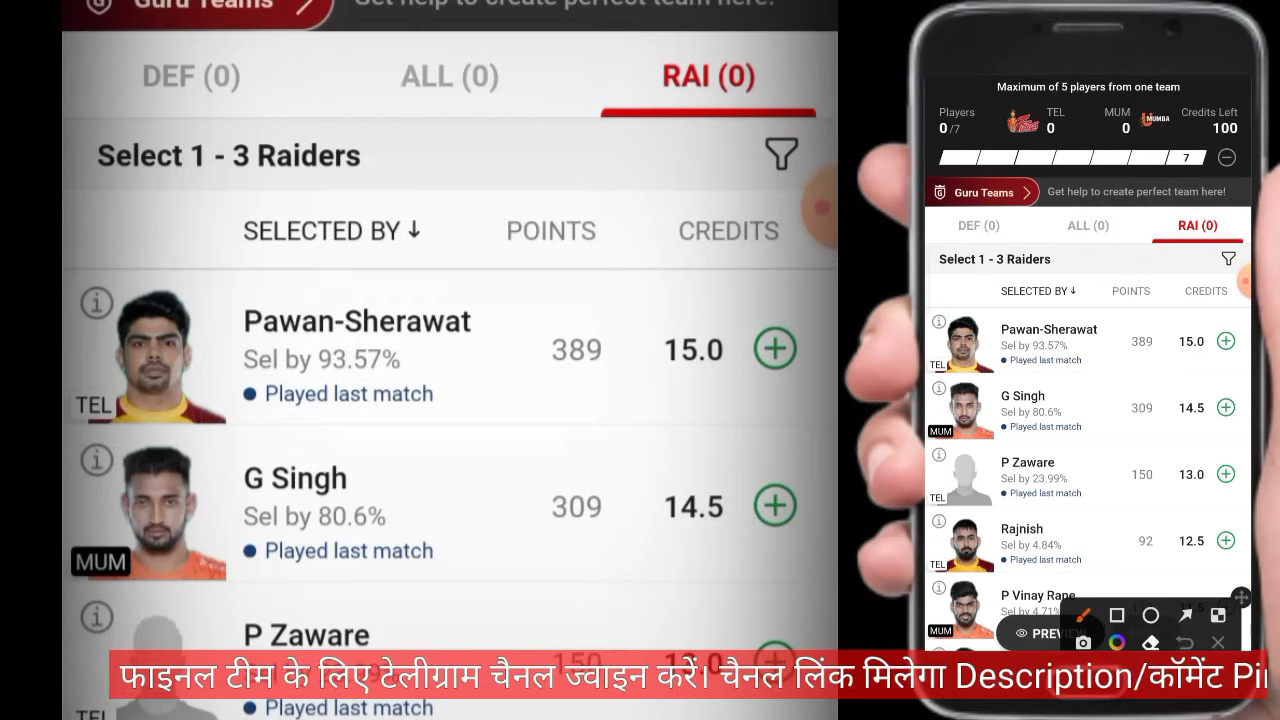 Guru Teams
Get help to create perfect team here!
DEF (0)
ALL (0)
RAI (0)
Select 1 - 3 Raiders
SELECTED BY
POINTS
CREDITS
Pawan-Sherawat
Sel by 93.57%
389
15.0
Played last match
TEL
G Singh
Sel by 80.6%
309
14.5
Played last match
MUM
P Zaware
Played last match
Maximum of 5 players from one team
Players
TEL
MUM
Credits Left
0/7
0
0
100
MUMBA
7
Guru Teams
Get help to create perfect team here!
DEF (0)
ALL (0)
RAI (0)
Select 1 - 3 Raiders
SELECTED BY
POINTS
CREDITS
Pawan-Sherawat
Sel by 93.57%
389
15.0
Played last match
TEL
G Singh
Sel by 80.6%
309
14.5
Played last match
MUM
P Zaware
Sel by 23.99%
150
13.0
Played last match
TEL
Rajnish
Sel by 4.84%
92
12.5
Played last match
TEL
P Vinay Rane
Sel by 4.71%
MUM
फाइनल टीम के लिए टेलीग्राम चैनल ज्वाइन करें। चैनल लिंक मिलेगा Description/कॉमेंट